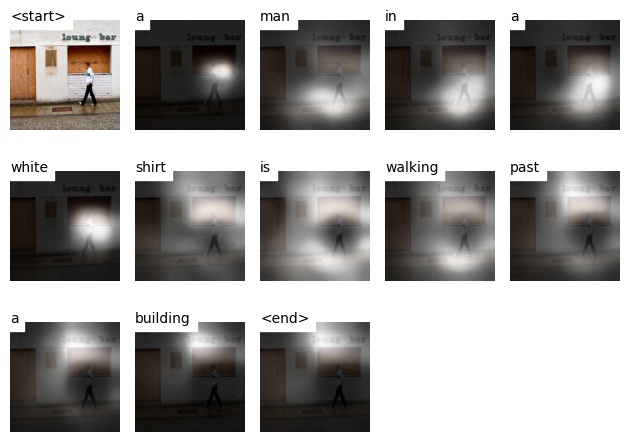 <start> a man in a
loung· bar
white shirt is walking past
a building <end>